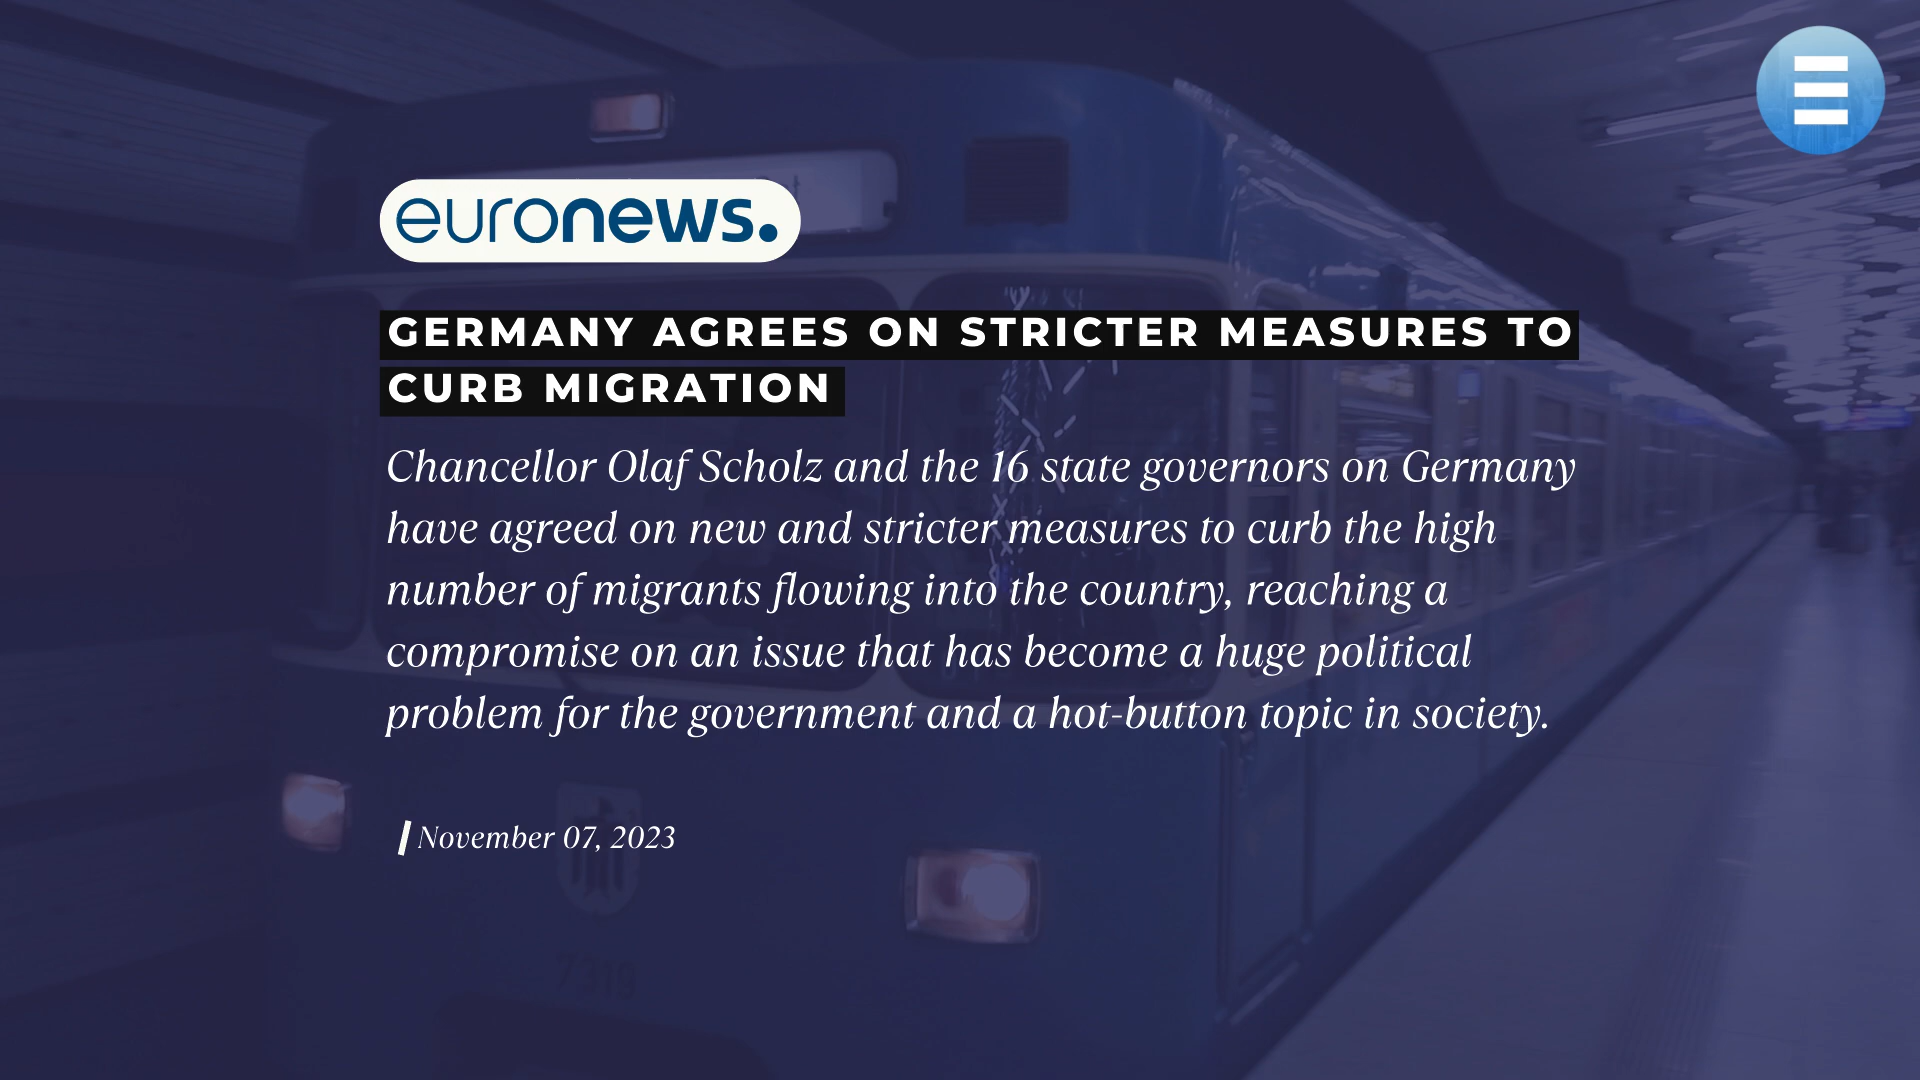 euronews.
GERMANY AGREES ON STRICTER MEASURES TO
CURB MIGRATION
Chancellor Olaf Scholz and the 16 state governors on Germany
have agreed on new and stricter measures to curb the high
number of migrants flowing into the country, reaching a
compromise on an issue that has become a huge political
problem for the government and a hot-button topic in society.
November 07, 2023